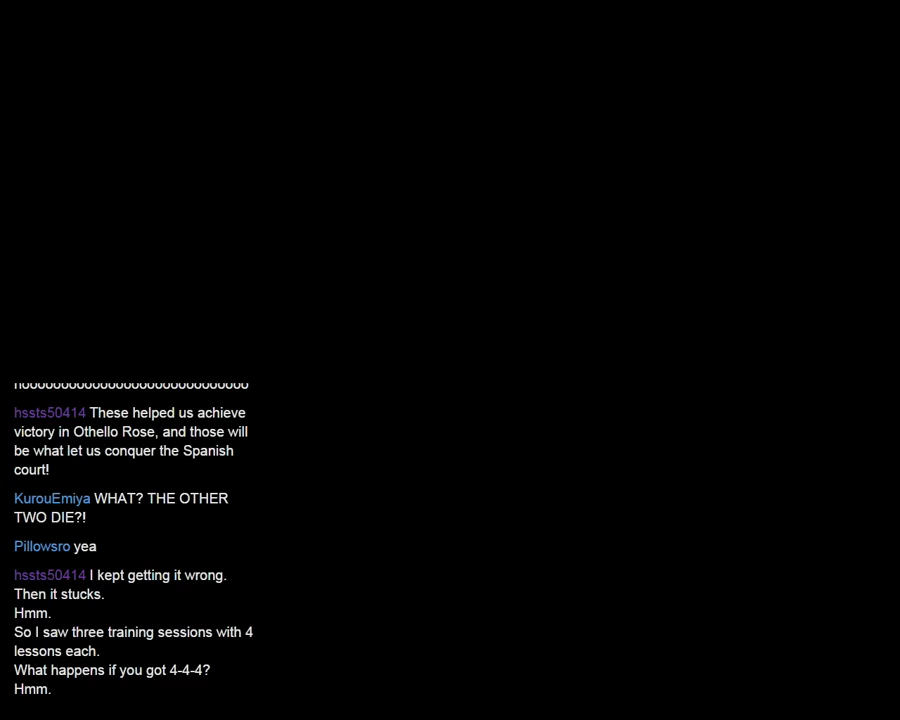 hssts50414 These helped us achieve
victory in Othello Rose, and those will
be what let us conquer the Spanish
court!
KurouEmiya WHAT? THE OTHER
TWO DIE?!
Pillowsro yea
hssts50414 I kept getting it wrong.
Then it stucks.
Hmm.
So I saw three training sessions with 4
lessons each.
What happens if you got 4-4-4?
Hmm.